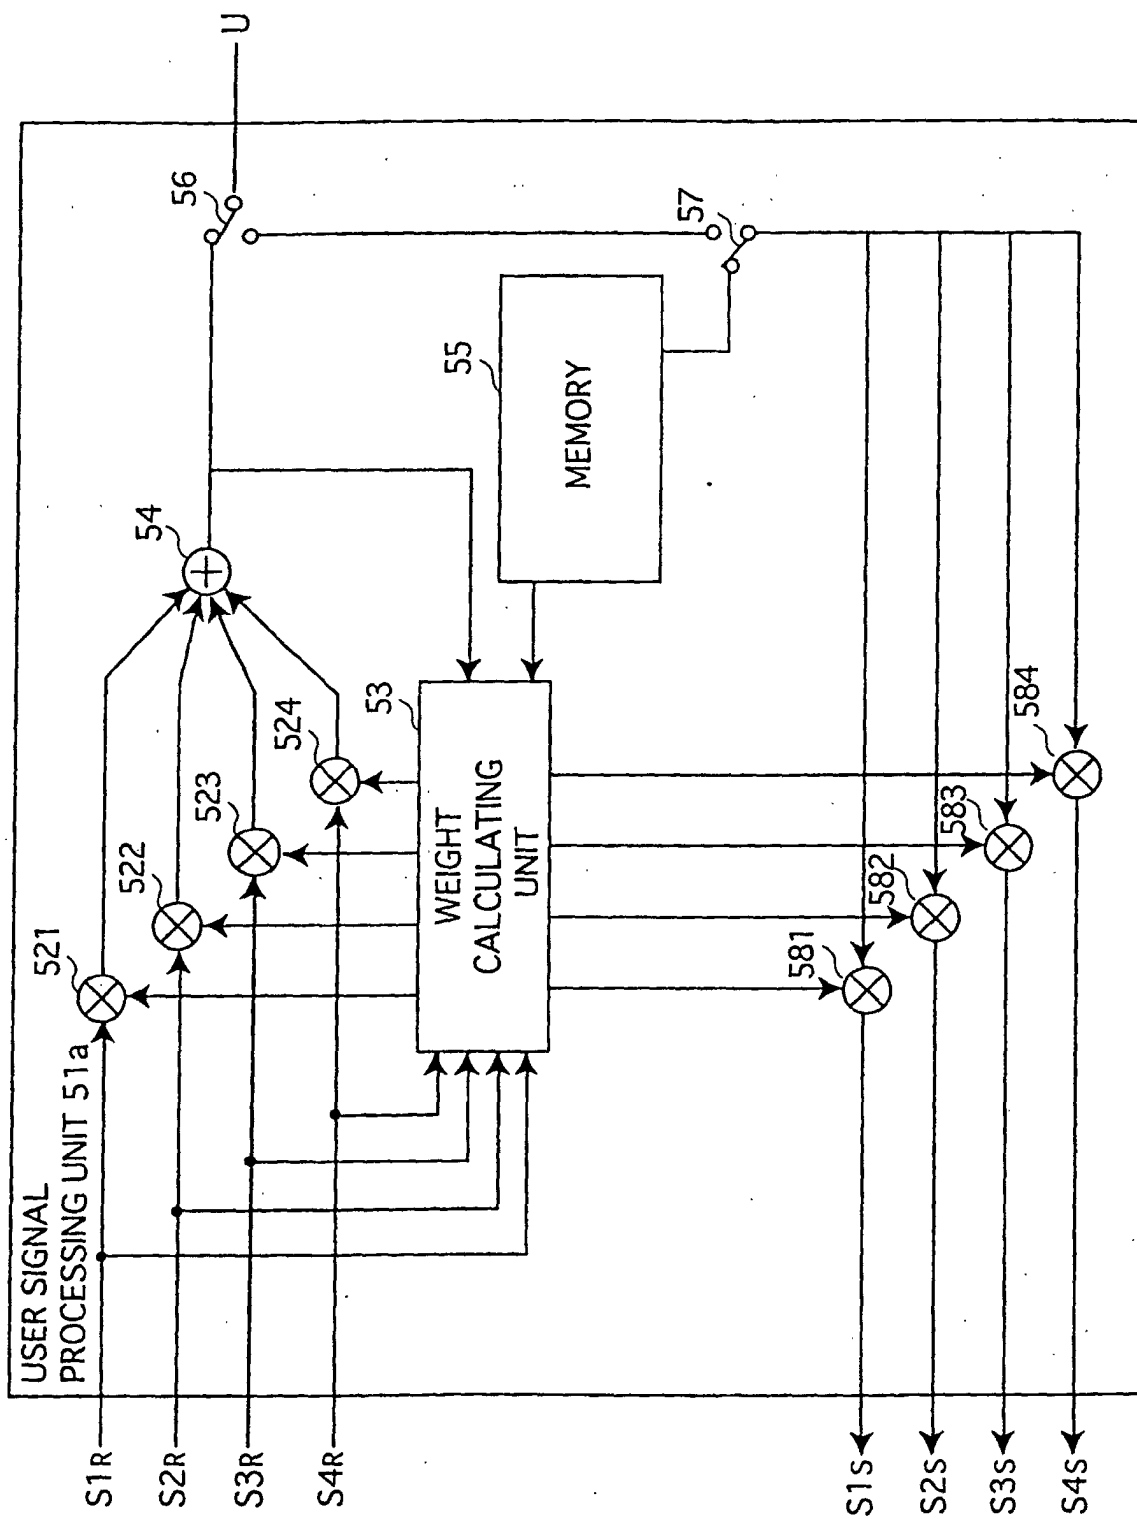 USER SIGNAL
PROCESSING UNIT 51a
S1R
S2R
S3R
S4R
521
522
523
524
54
56
U
53
WEIGHT
CALCULATING
UNIT
55
MEMORY
57
581
582
583
584
S1S
S2S
S3S
S4S